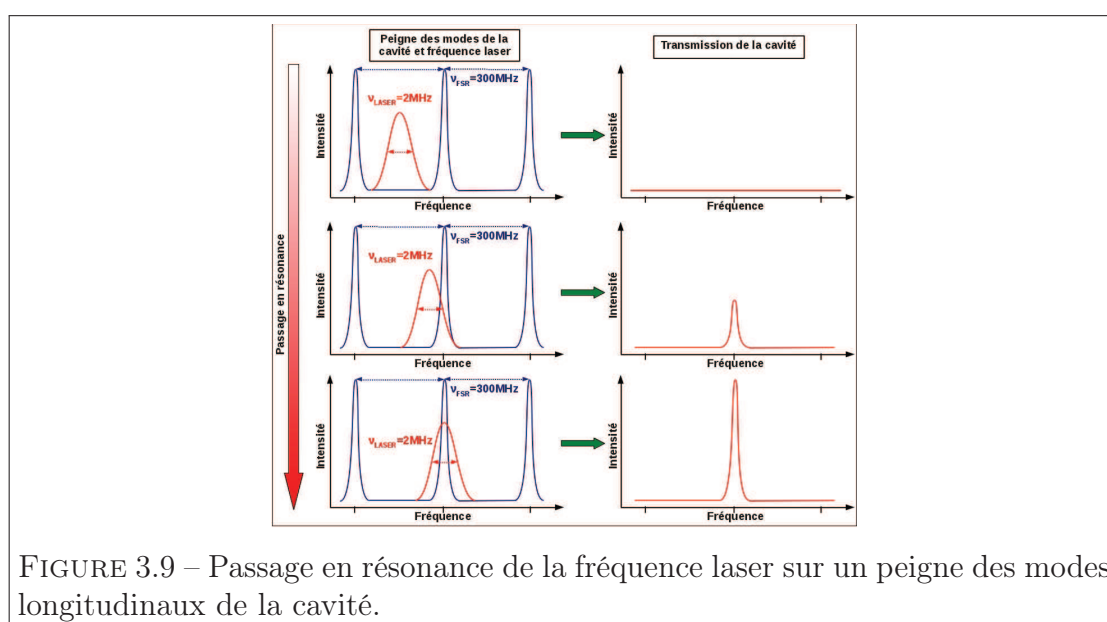 Peigne des modes de la
cavité et fréquence laser
Transmission de la cavité
Passage en résonance
Intensité
νLASER=2MHz
νFSR=300MHz
Fréquence
Intensité
Fréquence
Intensité
νLASER=2MHz
νFSR=300MHz
Fréquence
Intensité
Fréquence
Intensité
νLASER=2MHz
νFSR=300MHz
Fréquence
Intensité
Fréquence
FIGURE 3.9 – Passage en résonance de la fréquence laser sur un peigne des modes
longitudinaux de la cavité.